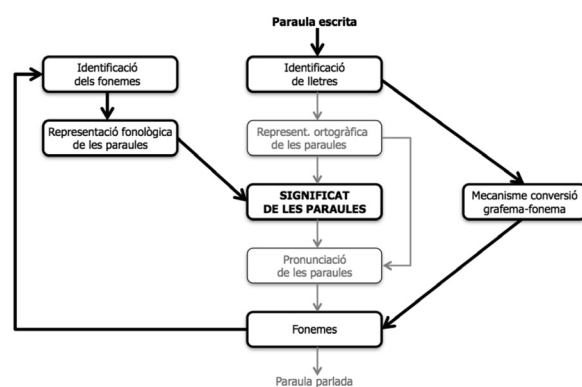 Paraula escrita
Identificació
dels fonemes
Identificació
de lletres
Representació fonològica
de les paraules
Represent. ortogràfica
de les paraules
SIGNIFICAT
DE LES PARAULES
Mecanisme conversió
grafema-fonema
Pronunciació
de les paraules
Fonemes
Paraula parlada